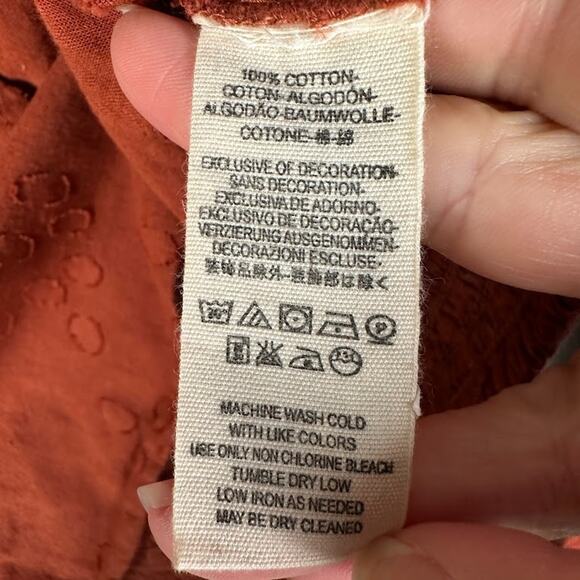 100% COTTON-
COTON-ALGODÓN-
ALGODÃO-BAUMWOLLE-
COTONE-棉-綿
EXCLUSIVE OF DECORATION-
SANS DECORATION-
EXCLUSIVA DE ADORNO-
EXCLUSIVO DE DECORAÇÃO-
VERZIERUNG AUSGENOMMEN-
DECORAZIONI ESCLUSE-
装饰品除外-装飾部は除く
30°
P
MACHINE WASH COLD
WITH LIKE COLORS
USE ONLY NON CHLORINE BLEACH
TUMBLE DRY LOW
LOW IRON AS NEEDED
MAY BE DRY CLEANED